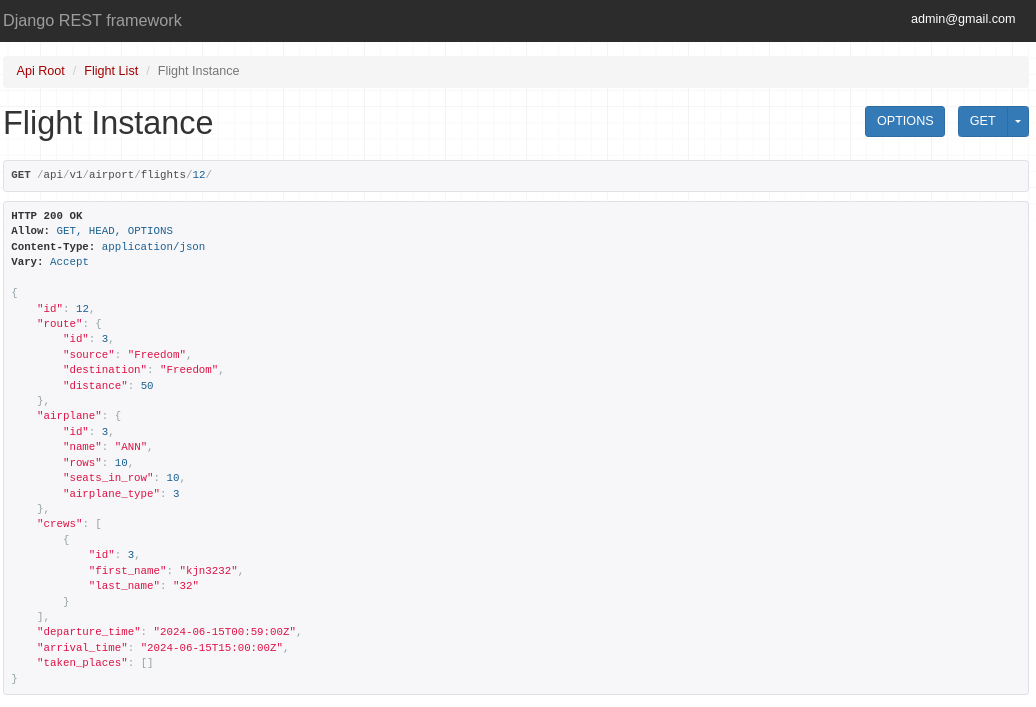 Django REST framework
admin@gmail.com
Api Root / Flight List / Flight Instance
Flight Instance
OPTIONS
GET
GET /api/v1/airport/flights/12/
HTTP 200 OK
Allow: GET, HEAD, OPTIONS
Content-Type: application/json
Vary: Accept
{
    "id": 12,
    "route": {
        "id": 3,
        "source": "Freedom",
        "destination": "Freedom",
        "distance": 50
    },
    "airplane": {
        "id": 3,
        "name": "ANN",
        "rows": 10,
        "seats_in_row": 10,
        "airplane_type": 3
    },
    "crews": [
        {
            "id": 3,
            "first_name": "kjn3232",
            "last_name": "32"
        }
    ],
    "departure_time": "2024-06-15T00:59:00Z",
    "arrival_time": "2024-06-15T15:00:00Z",
    "taken_places": []
}